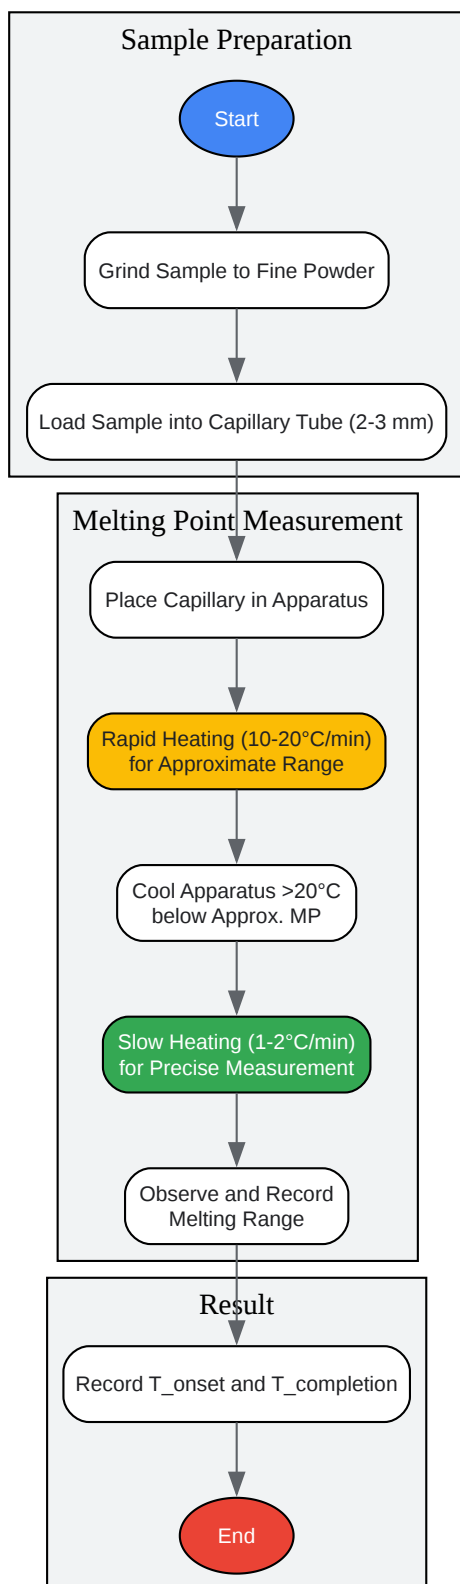 Sample Preparation
Start
Grind Sample to Fine Powder
Load Sample into Capillary Tube (2-3 mm)
Melting Point Measurement
Place Capillary in Apparatus
Rapid Heating (10-20°C/min)
for Approximate Range
Cool Apparatus >20°C
below Approx. MP
Slow Heating (1-2°C/min)
for Precise Measurement
Observe and Record
Melting Range
Result
Record T_onset and T_completion
End